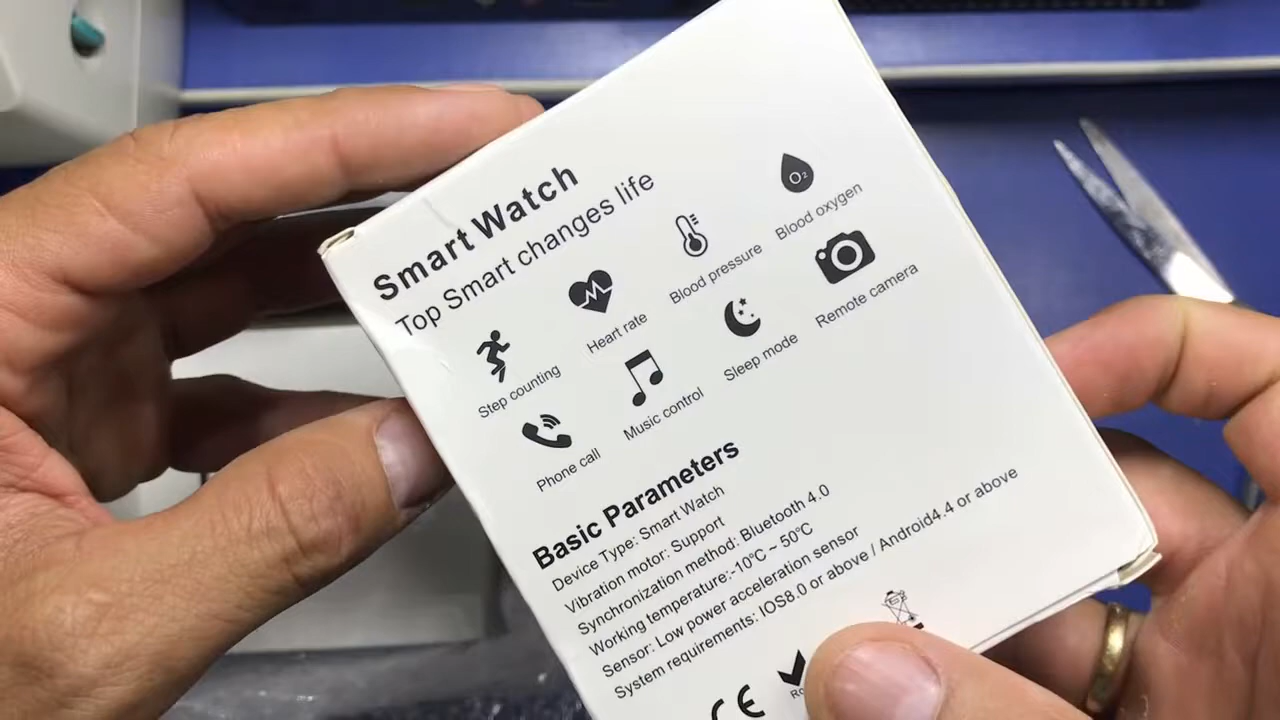 Smart Watch
Top Smart changes life
Step counting
Heart rate
Blood pressure
O₂
Blood oxygen
Phone call
Music control
Sleep mode
Remote camera
Basic Parameters
Device Type: Smart Watch
Vibration motor: Support
Synchronization method: Bluetooth 4.0
Working temperature:-10℃ ~ 50℃
Sensor: Low power acceleration sensor
System requirements: IOS8.0 or above / Android4.4 or above
CE